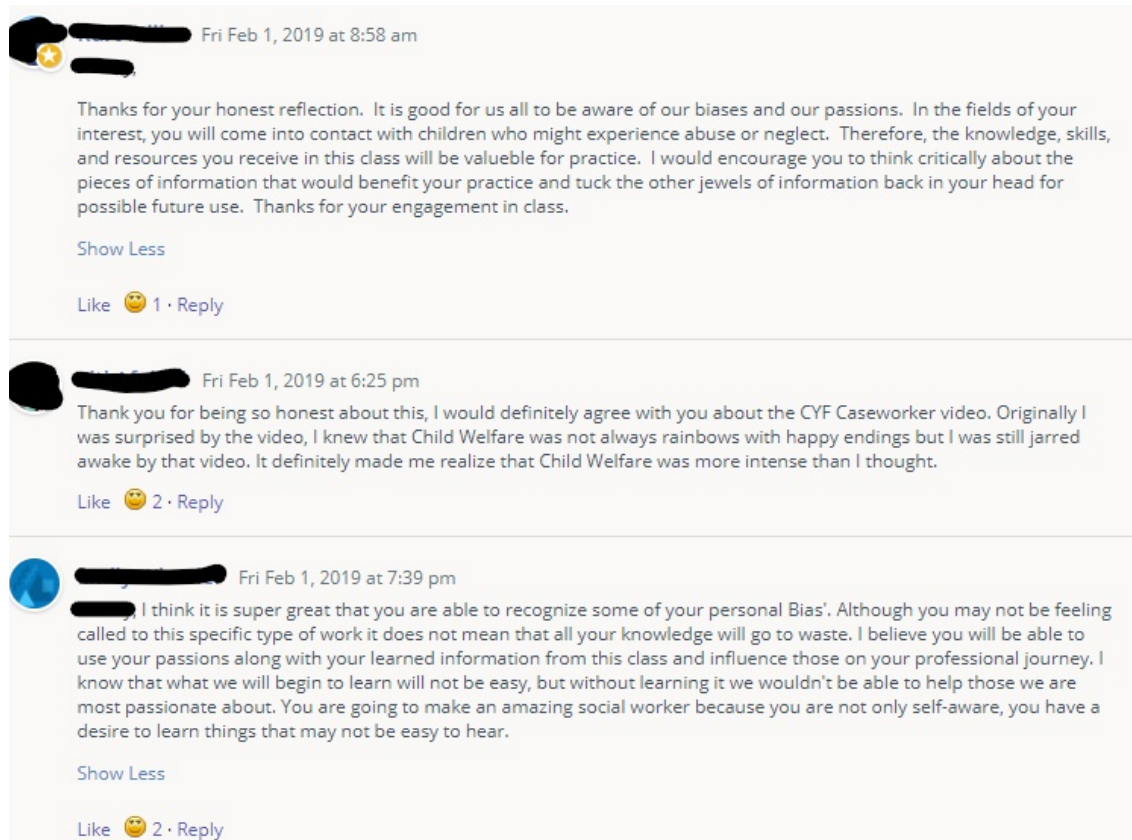 Fri Feb 1, 2019 at 8:58 am
Thanks for your honest reflection. It is good for us all to be aware of our biases and our passions. In the fields of your
interest, you will come into contact with children who might experience abuse or neglect. Therefore, the knowledge, skills,
and resources you receive in this class will be valueble for practice. I would encourage you to think critically about the
pieces of information that would benefit your practice and tuck the other jewels of information back in your head for
possible future use. Thanks for your engagement in class.
Show Less
Like 1 · Reply
Fri Feb 1, 2019 at 6:25 pm
Thank you for being so honest about this, I would definitely agree with you about the CYF Caseworker video. Originally I
was surprised by the video, I knew that Child Welfare was not always rainbows with happy endings but I was still jarred
awake by that video. It definitely made me realize that Child Welfare was more intense than I thought.
Like 2 · Reply
Fri Feb 1, 2019 at 7:39 pm
, I think it is super great that you are able to recognize some of your personal Bias'. Although you may not be feeling
called to this specific type of work it does not mean that all your knowledge will go to waste. I believe you will be able to
use your passions along with your learned information from this class and influence those on your professional journey. I
know that what we will begin to learn will not be easy, but without learning it we wouldn't be able to help those we are
most passionate about. You are going to make an amazing social worker because you are not only self-aware, you have a
desire to learn things that may not be easy to hear.
Show Less
Like 2 · Reply